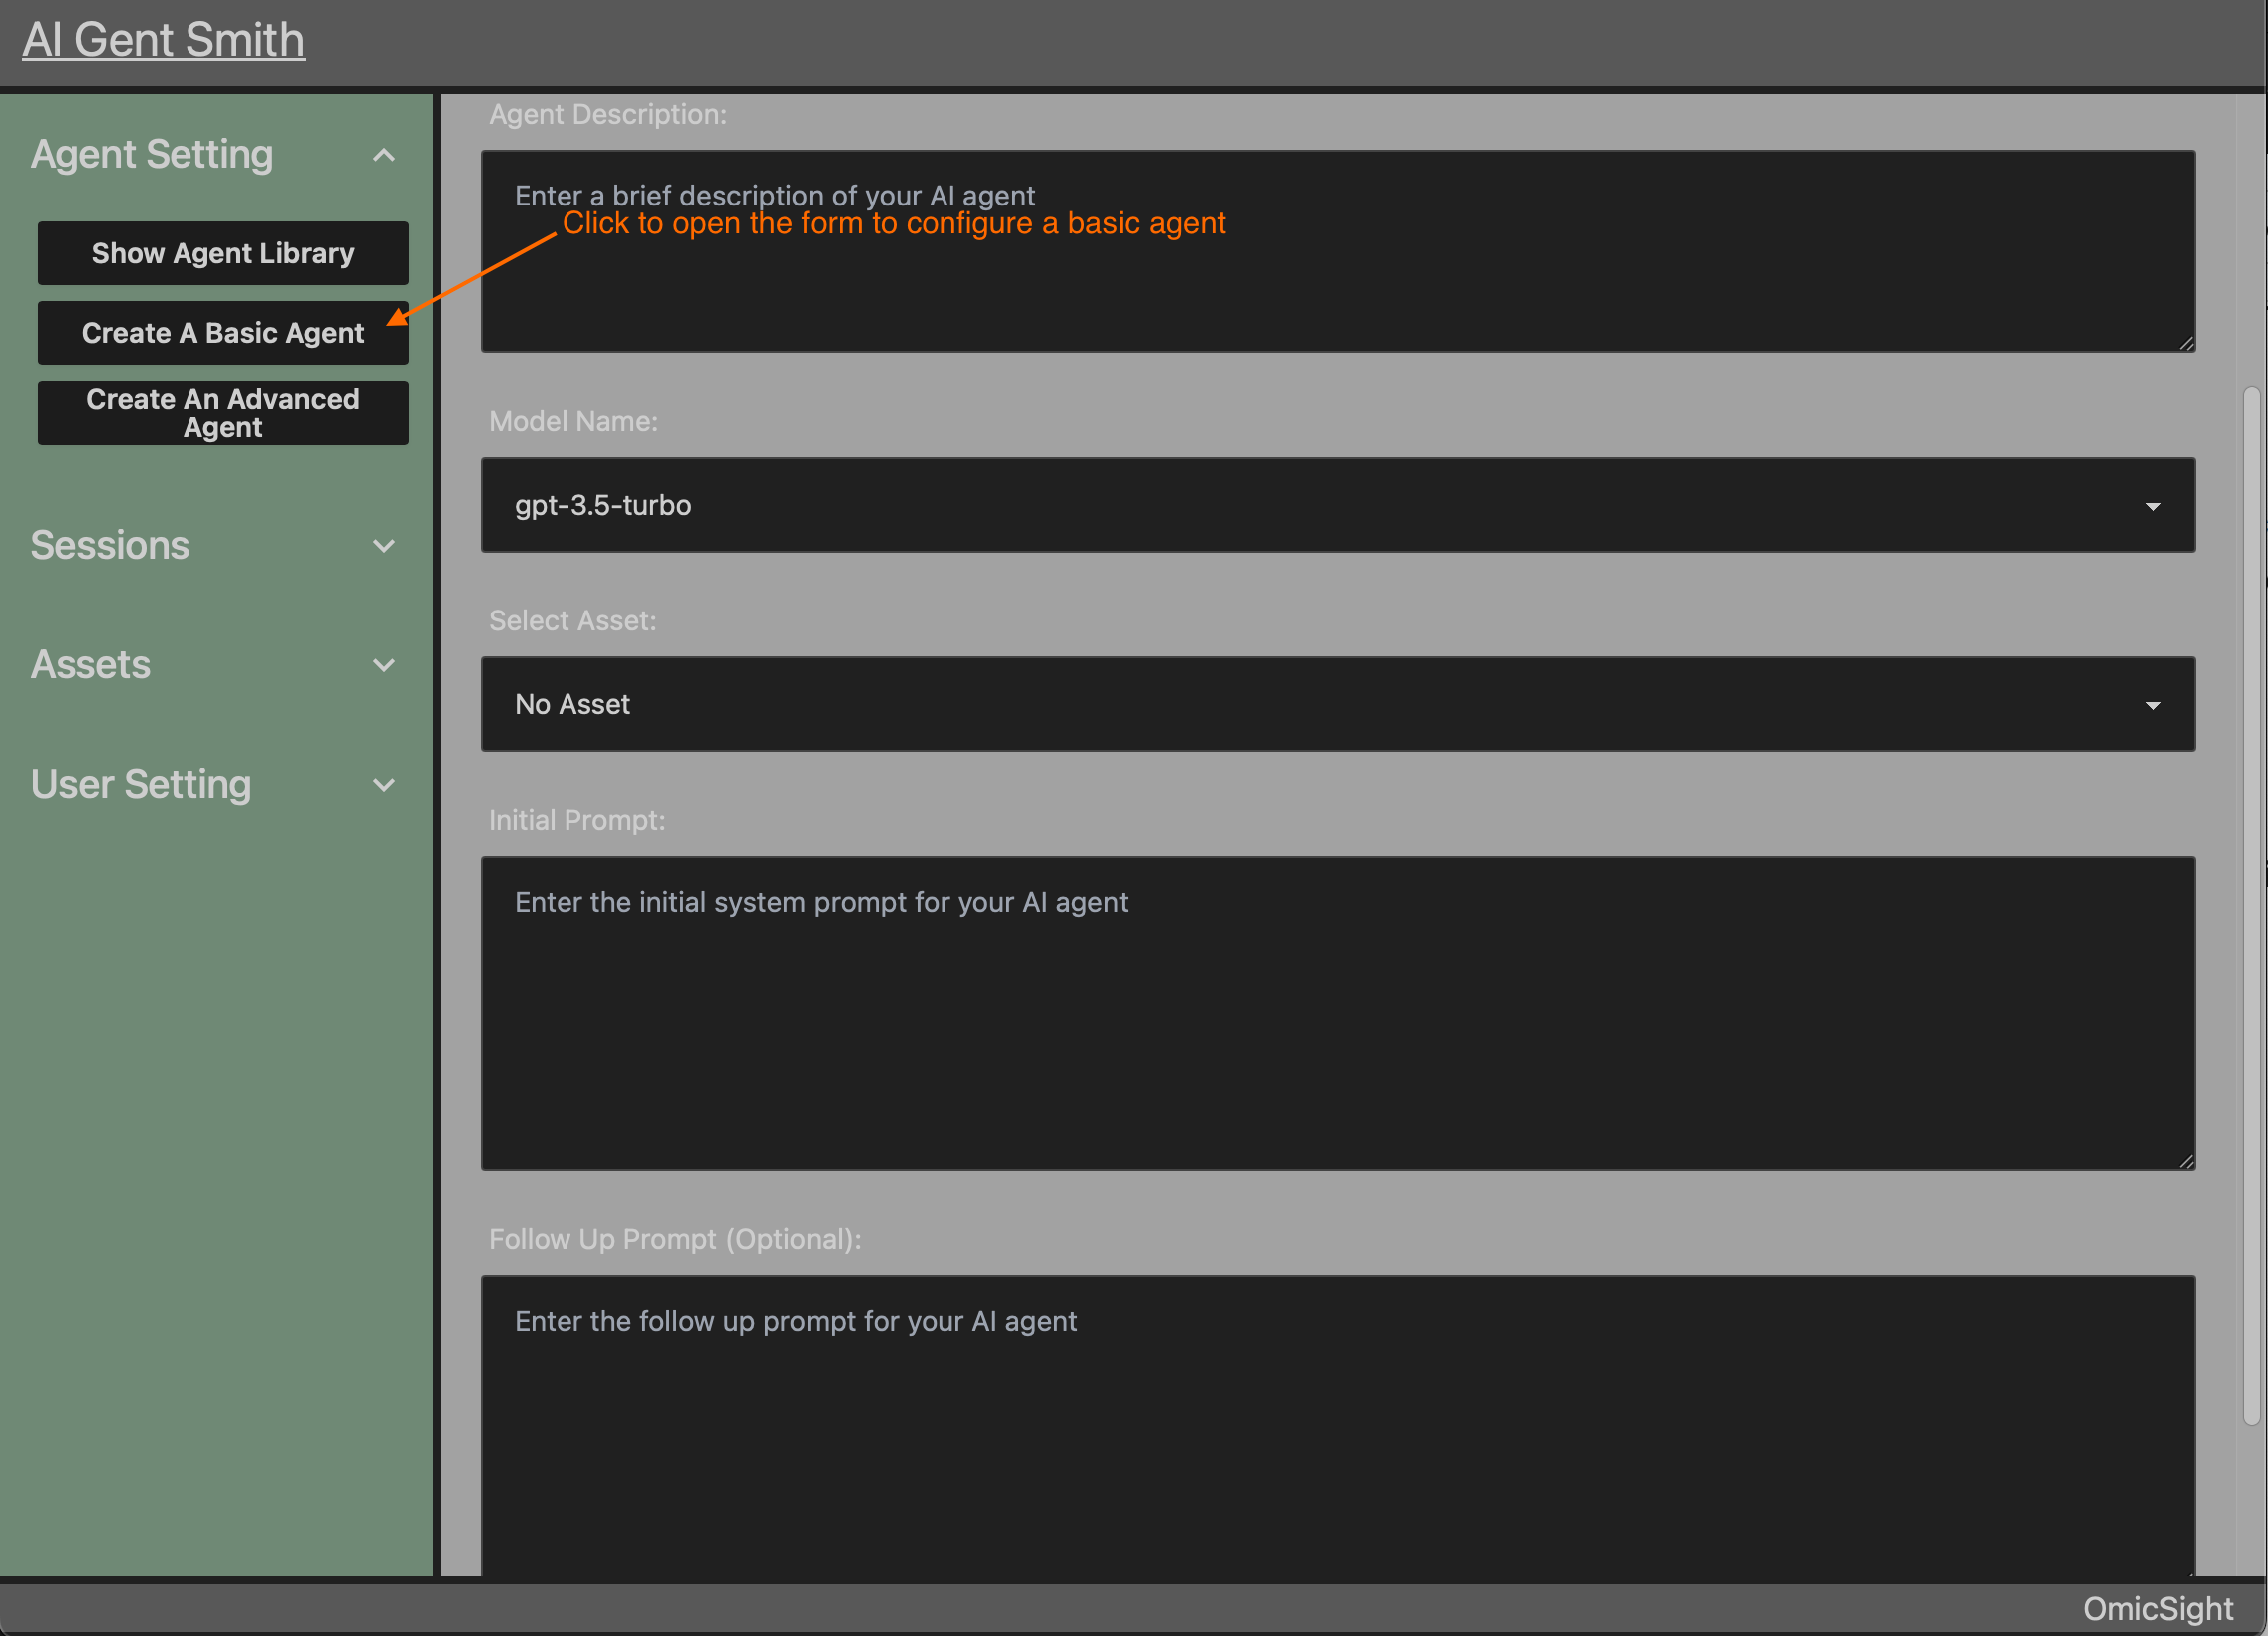 AI Gent Smith
Agent Setting
Show Agent Library
Create A Basic Agent
Create An Advanced
Agent
Sessions
Assets
User Setting
Agent Description:
Enter a brief description of your AI agent
Click to open the form to configure a basic agent
Model Name:
gpt-3.5-turbo
Select Asset:
No Asset
Initial Prompt:
Enter the initial system prompt for your AI agent
Follow Up Prompt (Optional):
Enter the follow up prompt for your AI agent
OmicSight